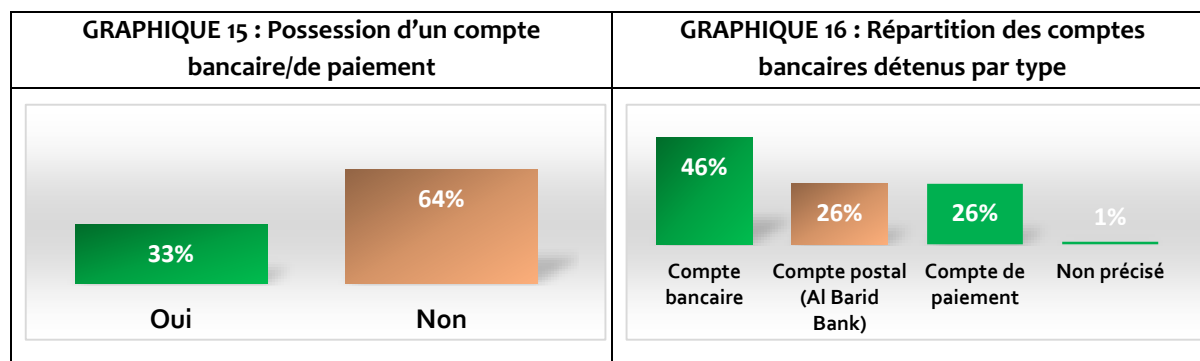 GRAPHIQUE 15 : Possession d’un compte
bancaire/de paiement
33%
64%
Oui
Non
GRAPHIQUE 16 : Répartition des comptes
bancaires détenus par type
46%
26%
26%
1%
Compte
bancaire
Compte postal
(Al Barid
Bank)
Compte de
paiement
Non précisé